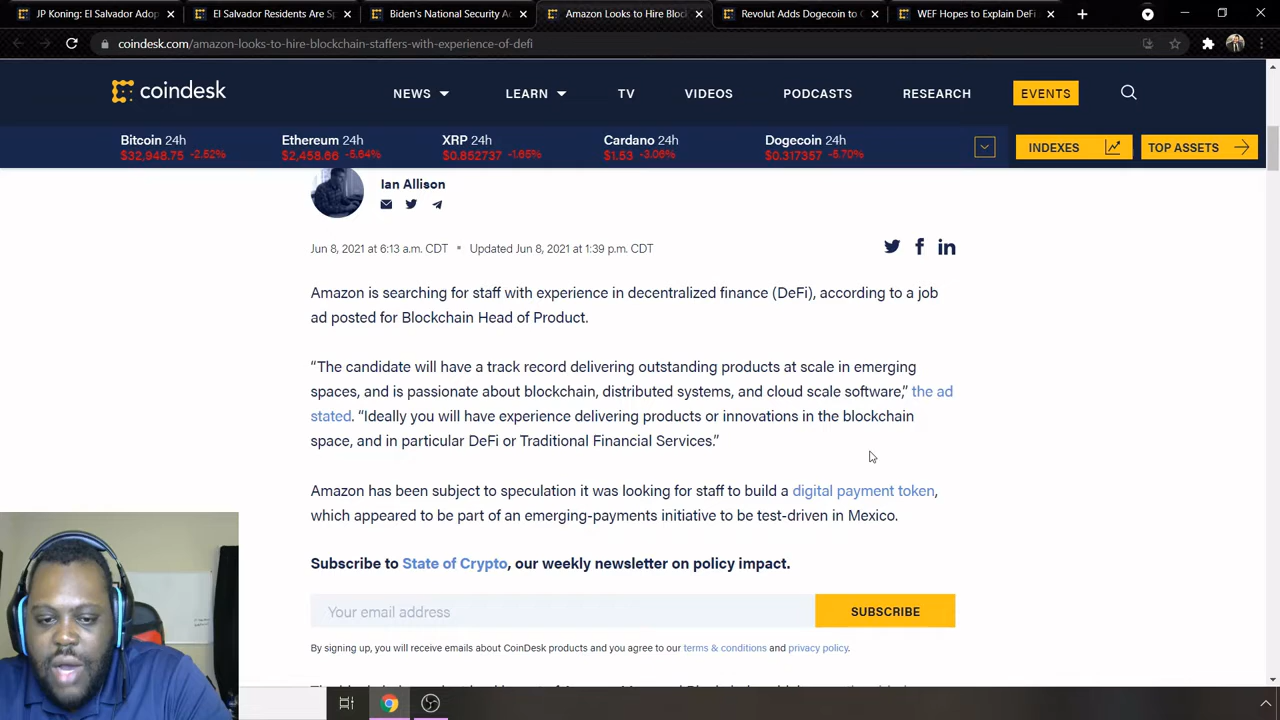 JP Koning: El Salvador Adop
El Salvador Residents Are Sp
Biden's National Security A
Amazon Looks to Hire Bloc
Revolut Adds Dogecoin to C
WEF Hopes to Explain DeFi
coindesk.com/amazon-looks-to-hire-blockchain-staffers-with-experience-of-defi
coindesk
NEWS
LEARN
TV
VIDEOS
PODCASTS
RESEARCH
EVENTS
Bitcoin 24h
$32,948.75 -2.52%
Ethereum 24h
$2,458.66 -5.64%
XRP 24h
$0.852737 -1.65%
Cardano 24h
$1.53 -3.06%
Dogecoin 24h
$0.317357 -5.70%
INDEXES
TOP ASSETS
Ian Allison
Jun 8, 2021 at 6:13 a.m. CDT ▪ Updated Jun 8, 2021 at 1:39 p.m. CDT
Amazon is searching for staff with experience in decentralized finance (DeFi), according to a job
ad posted for Blockchain Head of Product.
“The candidate will have a track record delivering outstanding products at scale in emerging
spaces, and is passionate about blockchain, distributed systems, and cloud scale software,” the ad
stated. “Ideally you will have experience delivering products or innovations in the blockchain
space, and in particular DeFi or Traditional Financial Services.”
Amazon has been subject to speculation it was looking for staff to build a digital payment token,
which appeared to be part of an emerging-payments initiative to be test-driven in Mexico.
Subscribe to State of Crypto, our weekly newsletter on policy impact.
Your email address
SUBSCRIBE
By signing up, you will receive emails about CoinDesk products and you agree to our terms & conditions and privacy policy.